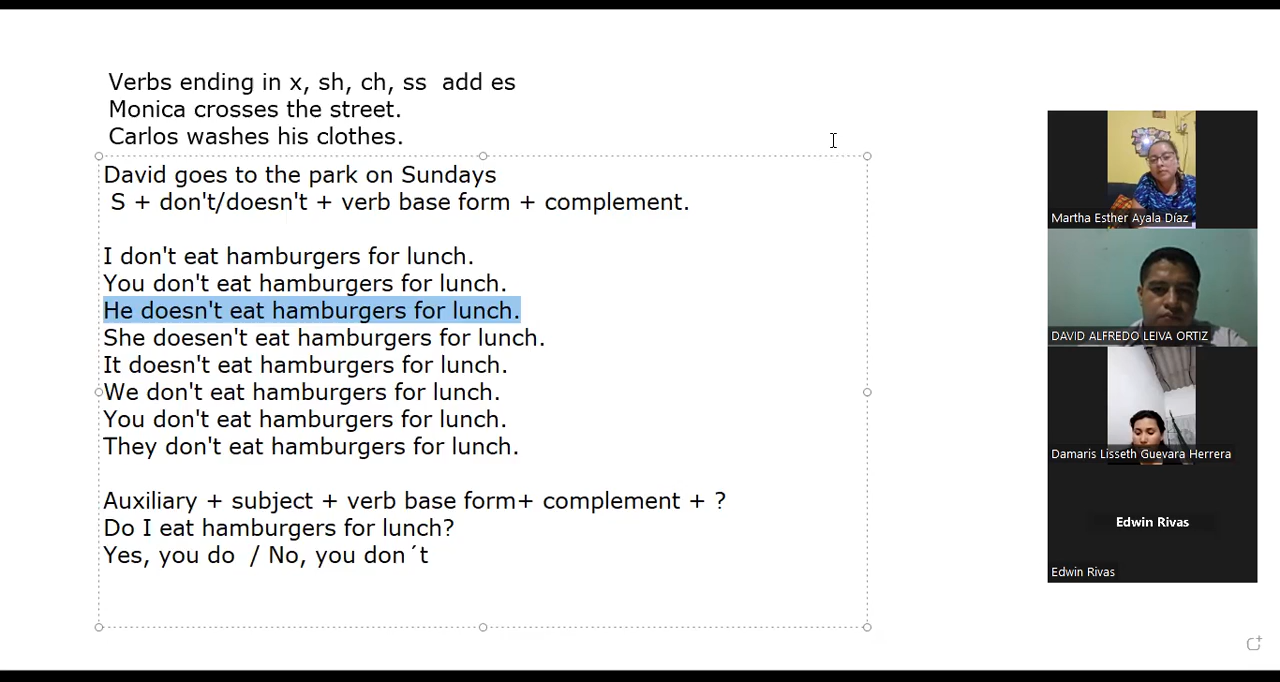 Verbs ending in x, sh, ch, ss  add es
Monica crosses the street.
Carlos washes his clothes.
David goes to the park on Sundays
S + don't/doesn't + verb base form + complement.
I don't eat hamburgers for lunch.
You don't eat hamburgers for lunch.
He doesn't eat hamburgers for lunch.
She doesen't eat hamburgers for lunch.
It doesn't eat hamburgers for lunch.
We don't eat hamburgers for lunch.
You don't eat hamburgers for lunch.
They don't eat hamburgers for lunch.
Auxiliary + subject + verb base form+ complement + ?
Do I eat hamburgers for lunch?
Yes, you do  / No, you don´t
Martha Esther Ayala Díaz
DAVID ALFREDO LEIVA ORTIZ
Damaris Lisseth Guevara Herrera
Edwin Rivas
Edwin Rivas